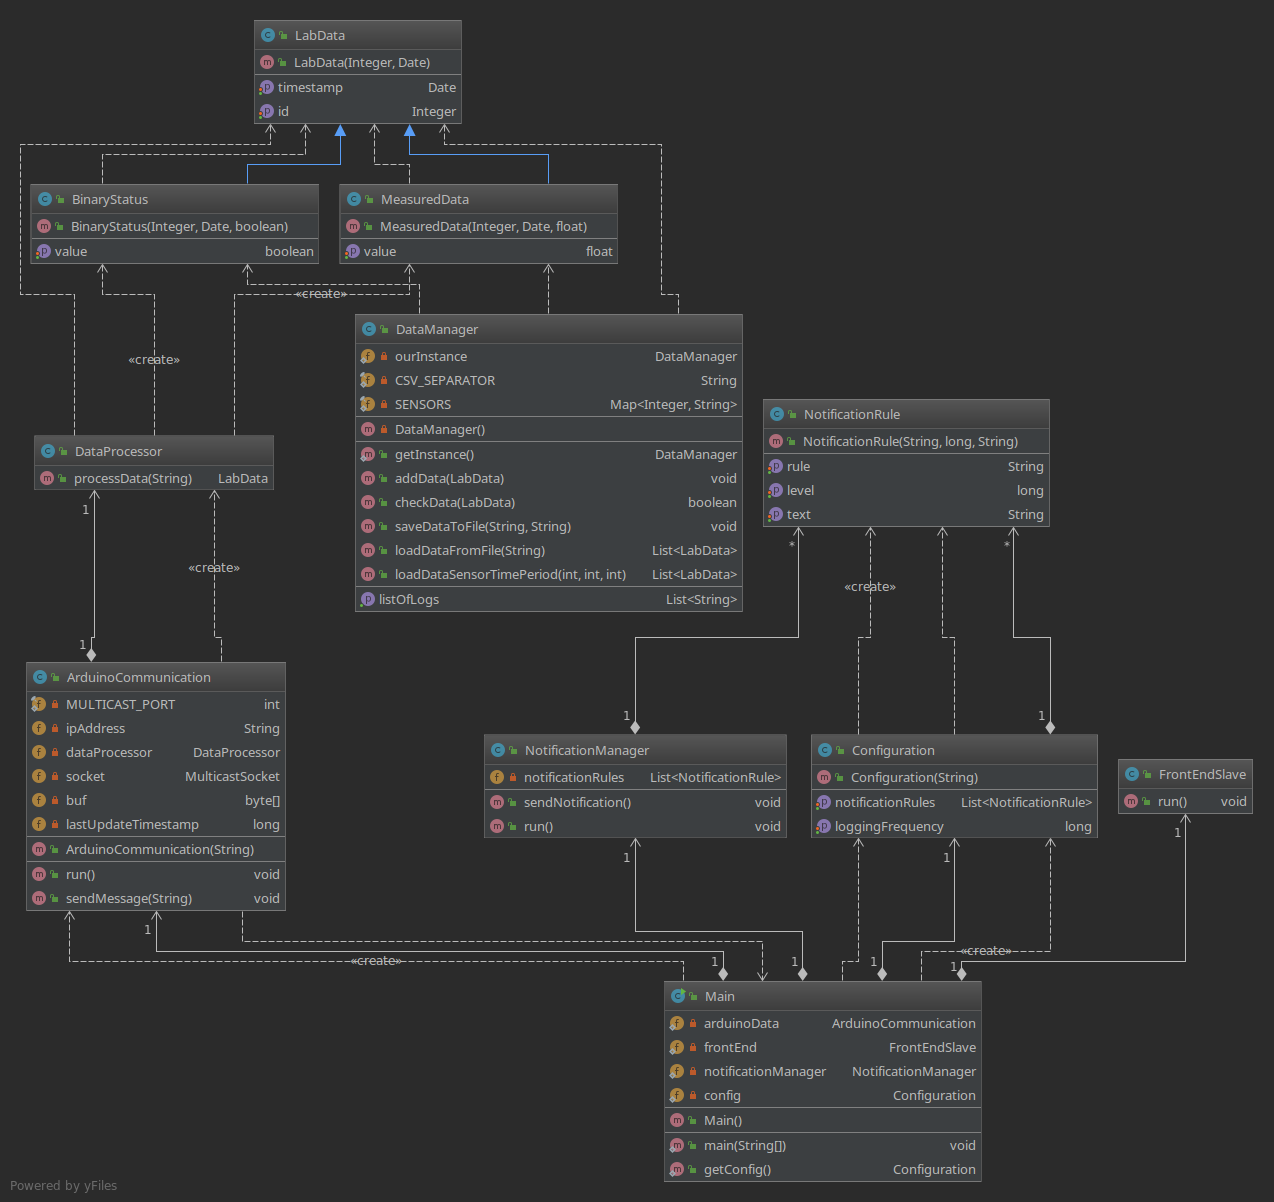 LabData
LabData(Integer, Date)
timestamp Date
id Integer
BinaryStatus
BinaryStatus(Integer, Date, boolean)
value boolean
MeasuredData
MeasuredData(Integer, Date, float)
value float
«create»
«create»
DataManager
ourInstance DataManager
CSV_SEPARATOR String
SENSORS Map<Integer, String>
DataManager()
getInstance() DataManager
addData(LabData) void
checkData(LabData) boolean
saveDataToFile(String, String) void
loadDataFromFile(String) List<LabData>
loadDataSensorTimePeriod(int, int, int) List<LabData>
listOfLogs List<String>
NotificationRule
NotificationRule(String, long, String)
rule String
level long
text String
DataProcessor
processData(String) LabData
1
«create»
1
* *
«create»
1 1
ArduinoCommunication
MULTICAST_PORT int
ipAddress String
dataProcessor DataProcessor
socket MulticastSocket
buf byte[]
lastUpdateTimestamp long
ArduinoCommunication(String)
run() void
sendMessage(String) void
NotificationManager
notificationRules List<NotificationRule>
sendNotification() void
run() void
Configuration
Configuration(String)
notificationRules List<NotificationRule>
loggingFrequency long
FrontEndSlave
run() void
1 1 1
1
«create»
«create»
1 1 1 1
Main
arduinoData ArduinoCommunication
frontEnd FrontEndSlave
notificationManager NotificationManager
config Configuration
Main()
main(String[]) void
getConfig() Configuration
Powered by yFiles